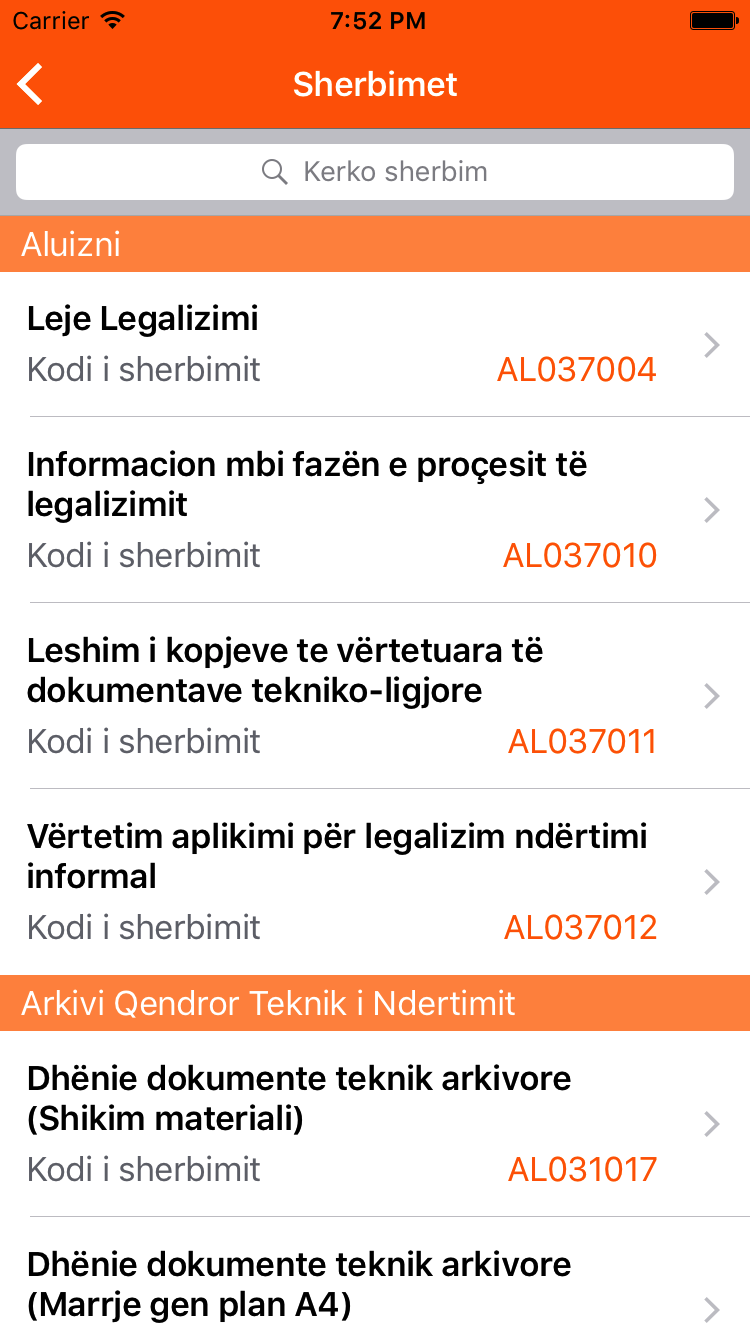 Carrier 7:52 PM
Sherbimet
Kerko sherbim
Aluizni
Leje Legalizimi
Kodi i sherbimit AL037004
Informacion mbi fazën e proçesit të
legalizimit
Kodi i sherbimit AL037010
Leshim i kopjeve te vërtetuara të
dokumentave tekniko-ligjore
Kodi i sherbimit AL037011
Vërtetim aplikimi për legalizim ndërtimi
informal
Kodi i sherbimit AL037012
Arkivi Qendror Teknik i Ndertimit
Dhënie dokumente teknik arkivore
(Shikim materiali)
Kodi i sherbimit AL031017
Dhënie dokumente teknik arkivore
(Marrje gen plan A4)